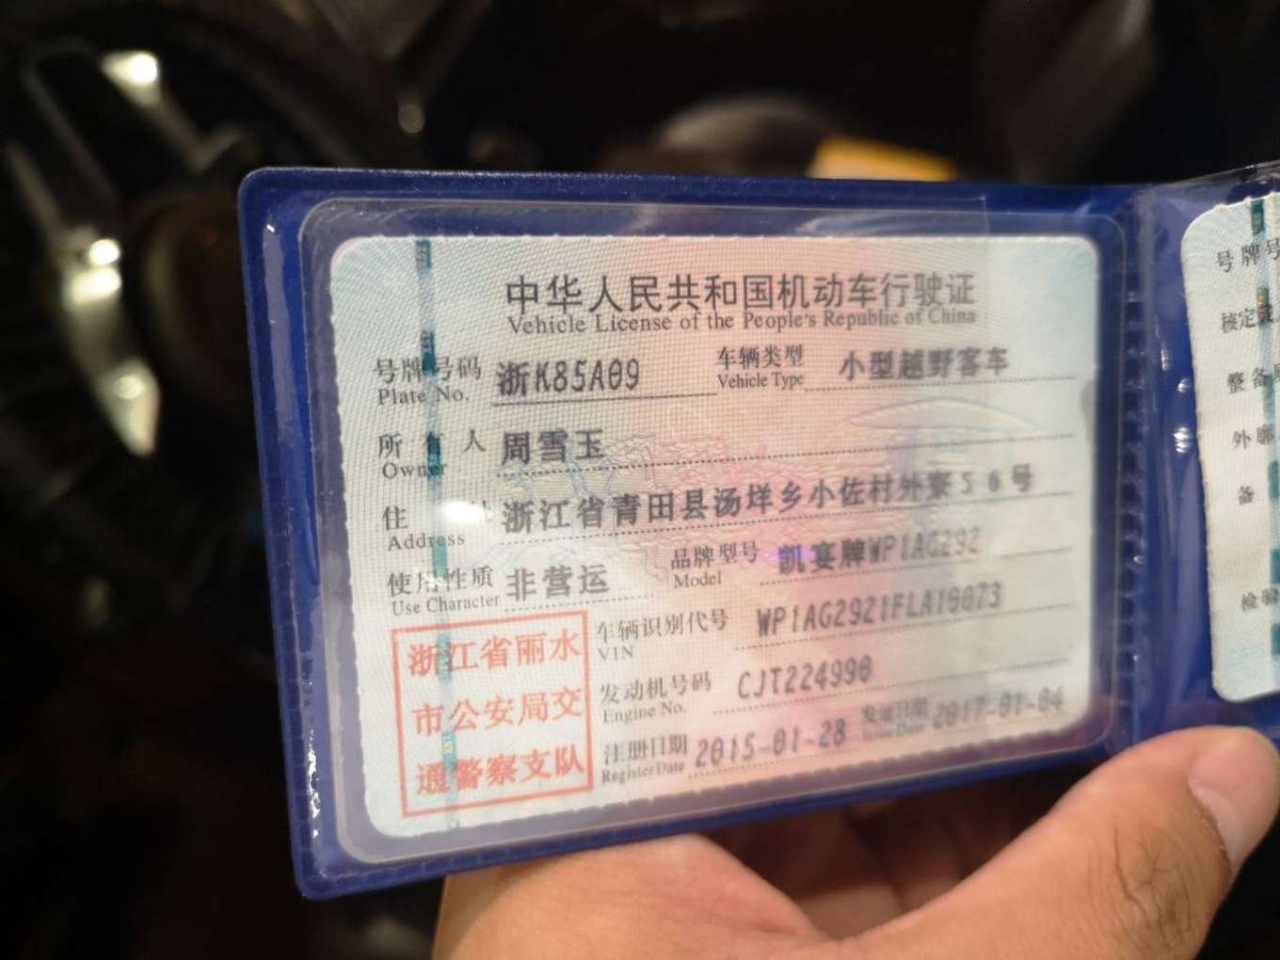 中华人民共和国机动车行驶证
Vehicle License of the People's Republic of China
号牌号码 浙K85A09 车辆类型 小型越野客车
Plate No. Vehicle Type
所有人 周雪玉
Owner
住址 浙江省青田县汤垟乡小佐村外寮56号
Address
使用性质 非营运 品牌型号 凯宴牌WP1AG292
Use Character Model
浙江省丽水
市公安局交
通警察支队
车辆识别代号 WP1AG2921FLA10073
VIN
发动机号码 CJT224990
Engine No.
注册日期 2015-01-28 发证日期 2017-01-04
Register Date Issue Date
号牌号
核定载
整备
外廓
备
检验